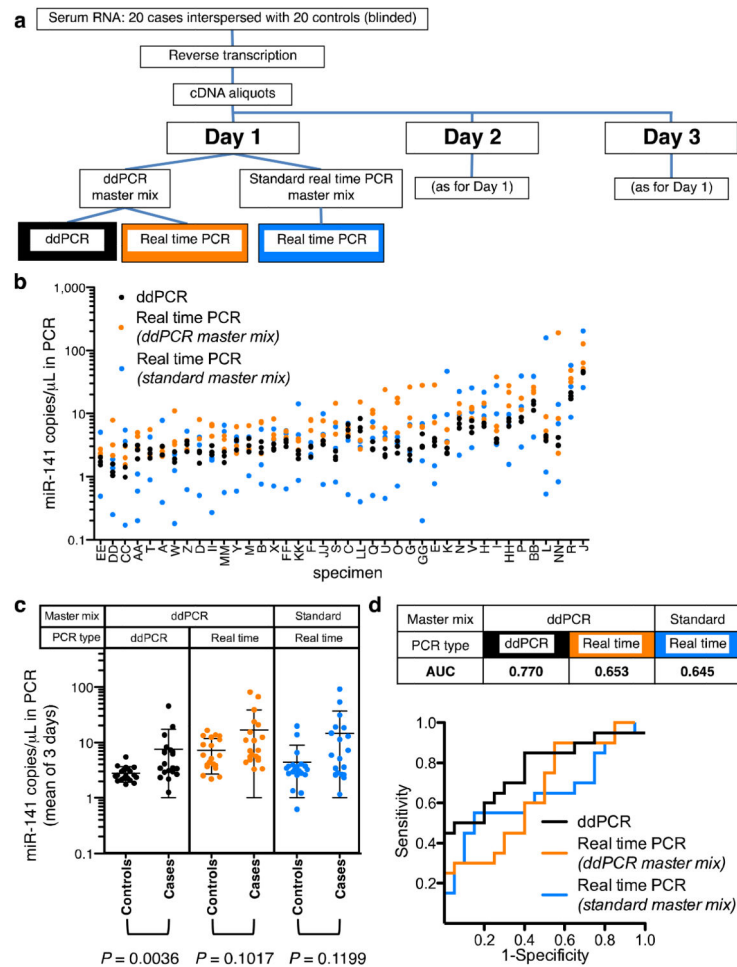 a
Serum RNA: 20 cases interspersed with 20 controls (blinded)
Reverse transcription
cDNA aliquots
Day 1
Day 2
Day 3
ddPCR
master mix
Standard real time PCR
master mix
(as for Day 1)
(as for Day 1)
ddPCR
Real time PCR
Real time PCR
b
miR-141 copies/μL in PCR
1,000
100
10
1
0.1
ddPCR
Real time PCR
(ddPCR master mix)
Real time PCR
(standard master mix)
EE DD CC AA T A W Z D II MM Y M B X FF KK F JJ S C LL Q U O G GG E K N V H I HH P BB L NN R J
specimen
c
Master mix ddPCR Standard
PCR type ddPCR Real time Real time
miR-141 copies/μL in PCR
(mean of 3 days)
100
10
1
0.1
Controls Cases Controls Cases Controls Cases
P = 0.0036 P = 0.1017 P = 0.1199
d
Master mix ddPCR Standard
PCR type ddPCR Real time Real time
AUC 0.770 0.653 0.645
Sensitivity
1.0
0.8
0.6
0.4
0.2
ddPCR
Real time PCR
(ddPCR master mix)
Real time PCR
(standard master mix)
0.2 0.4 0.6 0.8 1.0
1-Specificity